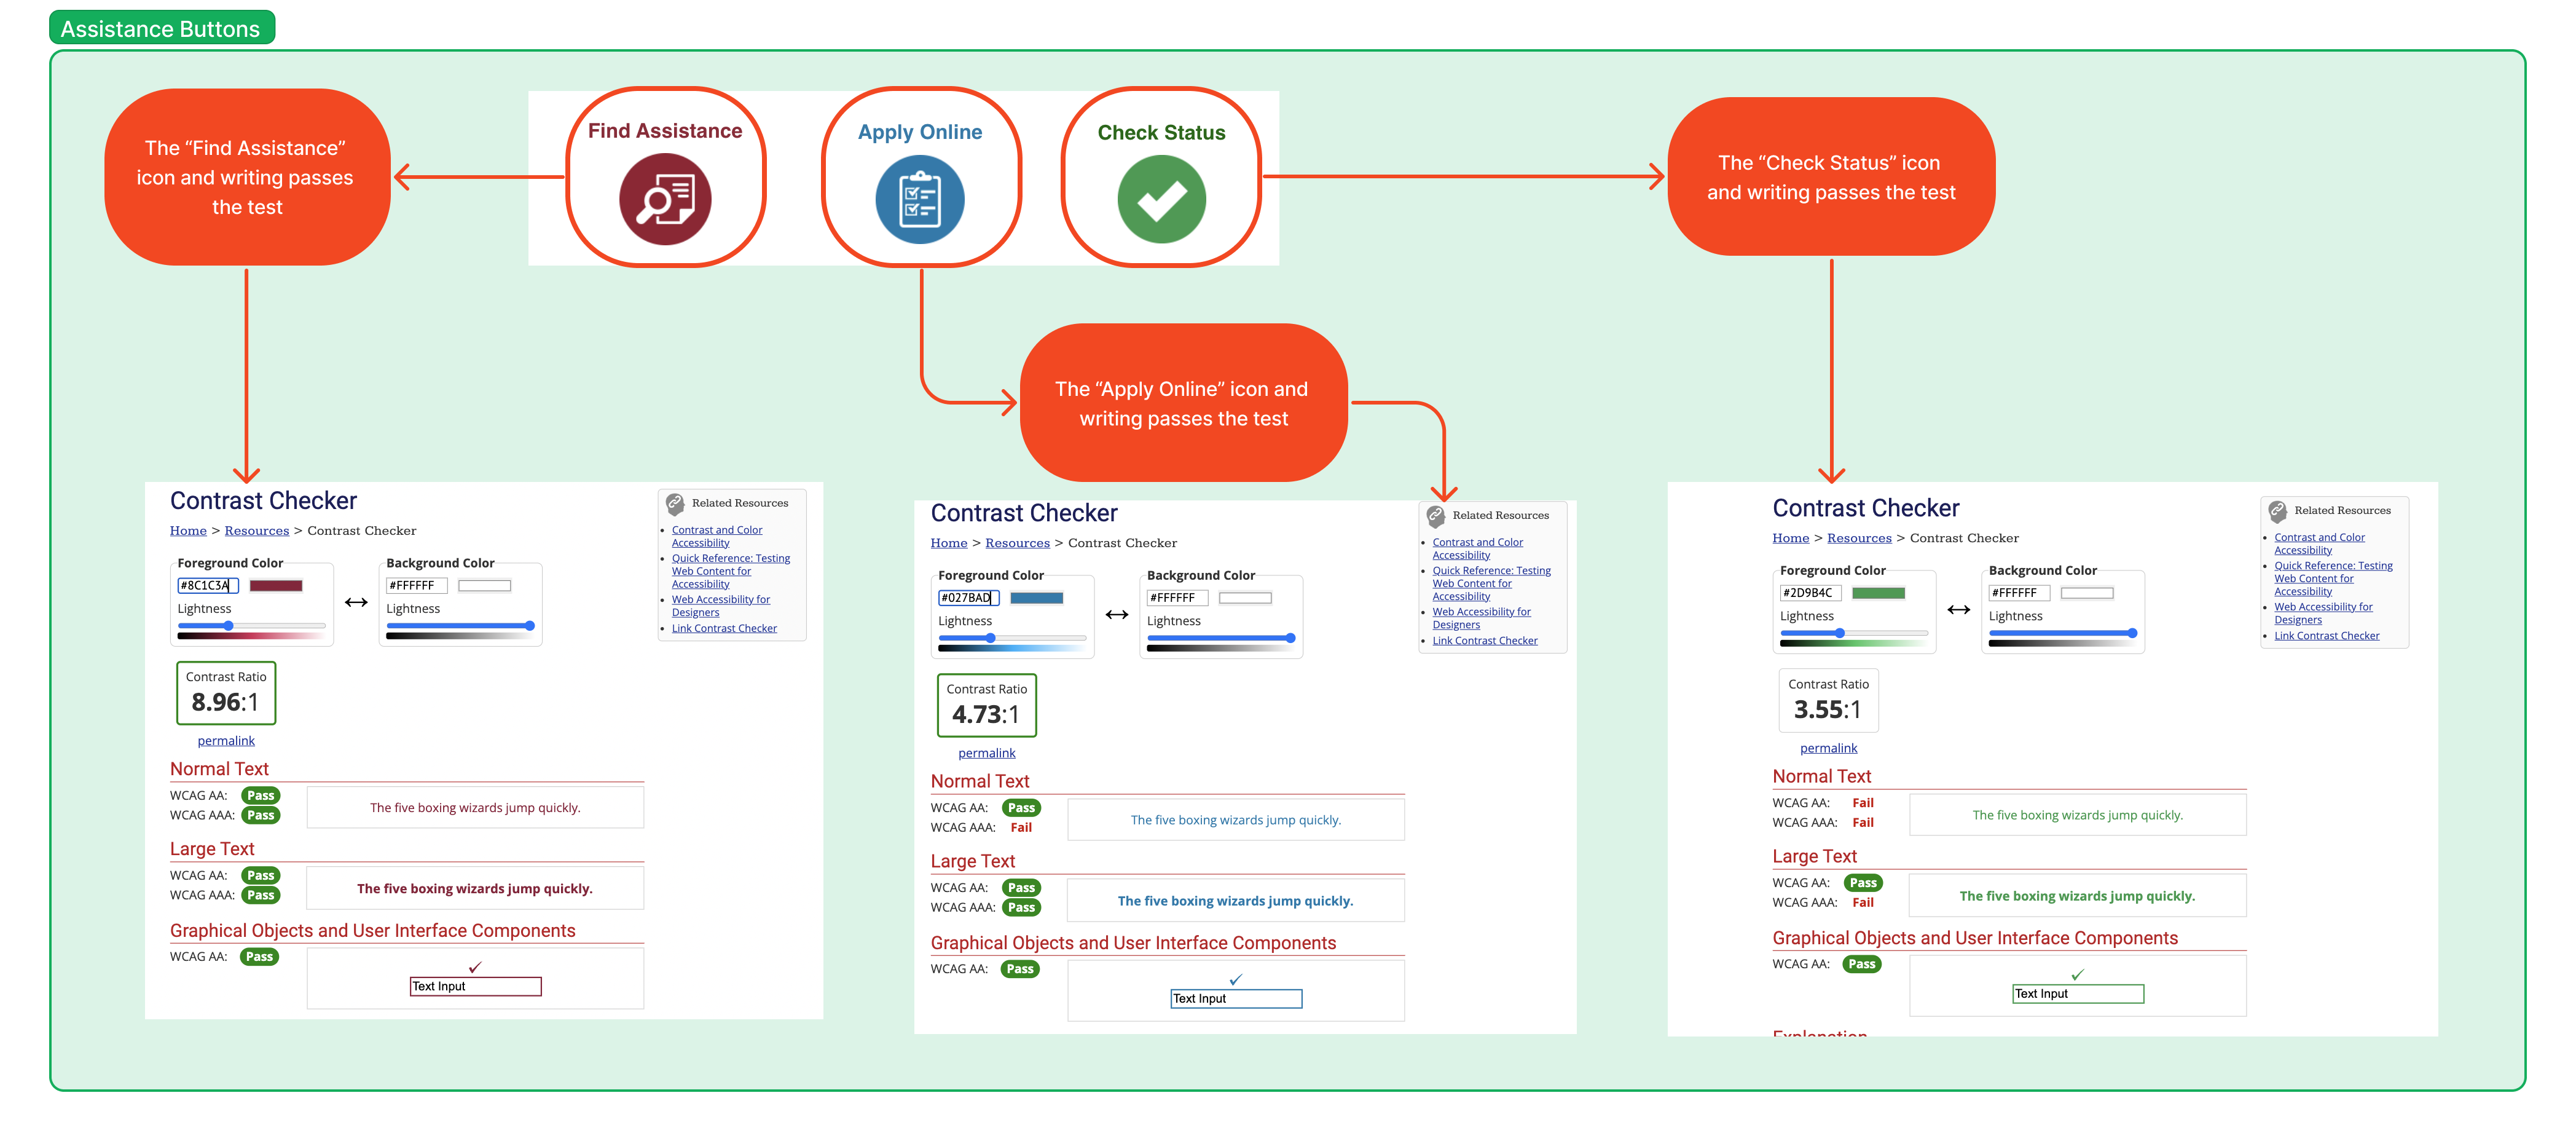 Assistance Buttons
The “Find Assistance”
icon and writing passes
the test
Find Assistance
Apply Online
Check Status
The “Check Status” icon
and writing passes the test
The “Apply Online” icon and
writing passes the test
Contrast Checker
Home > Resources > Contrast Checker
Related Resources
• Contrast and Color
Accessibility
• Quick Reference: Testing
Web Content for
Accessibility
• Web Accessibility for
Designers
• Link Contrast Checker
Foreground Color
#8C1C3A
Lightness
Background Color
#FFFFFF
Lightness
Contrast Ratio
8.96:1
permalink
Normal Text
WCAG AA: Pass
WCAG AAA: Pass
The five boxing wizards jump quickly.
Large Text
WCAG AA: Pass
WCAG AAA: Pass
The five boxing wizards jump quickly.
Graphical Objects and User Interface Components
WCAG AA: Pass
Text Input
Contrast Checker
Home > Resources > Contrast Checker
Related Resources
• Contrast and Color
Accessibility
• Quick Reference: Testing
Web Content for
Accessibility
• Web Accessibility for
Designers
• Link Contrast Checker
Foreground Color
#027BAD
Lightness
Background Color
#FFFFFF
Lightness
Contrast Ratio
4.73:1
permalink
Normal Text
WCAG AA: Pass
WCAG AAA: Fail
The five boxing wizards jump quickly.
Large Text
WCAG AA: Pass
WCAG AAA: Pass
The five boxing wizards jump quickly.
Graphical Objects and User Interface Components
WCAG AA: Pass
Text Input
Contrast Checker
Home > Resources > Contrast Checker
Related Resources
• Contrast and Color
Accessibility
• Quick Reference: Testing
Web Content for
Accessibility
• Web Accessibility for
Designers
• Link Contrast Checker
Foreground Color
#2D9B4C
Lightness
Background Color
#FFFFFF
Lightness
Contrast Ratio
3.55:1
permalink
Normal Text
WCAG AA: Fail
WCAG AAA: Fail
The five boxing wizards jump quickly.
Large Text
WCAG AA: Pass
WCAG AAA: Fail
The five boxing wizards jump quickly.
Graphical Objects and User Interface Components
WCAG AA: Pass
Text Input
Explanation